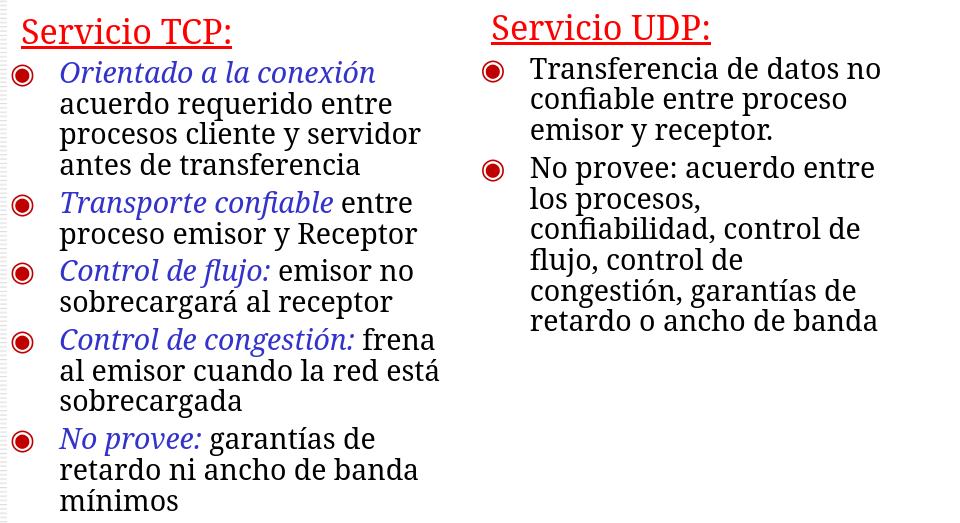 Servicio TCP:
Orientado a la conexión
acuerdo requerido entre
procesos cliente y servidor
antes de transferencia
Transporte confiable entre
proceso emisor y Receptor
Control de flujo: emisor no
sobrecargará al receptor
Control de congestión: frena
al emisor cuando la red está
sobrecargada
No provee: garantías de
retardo ni ancho de banda
mínimos
Servicio UDP:
Transferencia de datos no
confiable entre proceso
emisor y receptor.
No provee: acuerdo entre
los procesos,
confiabilidad, control de
flujo, control de
congestión, garantías de
retardo o ancho de banda